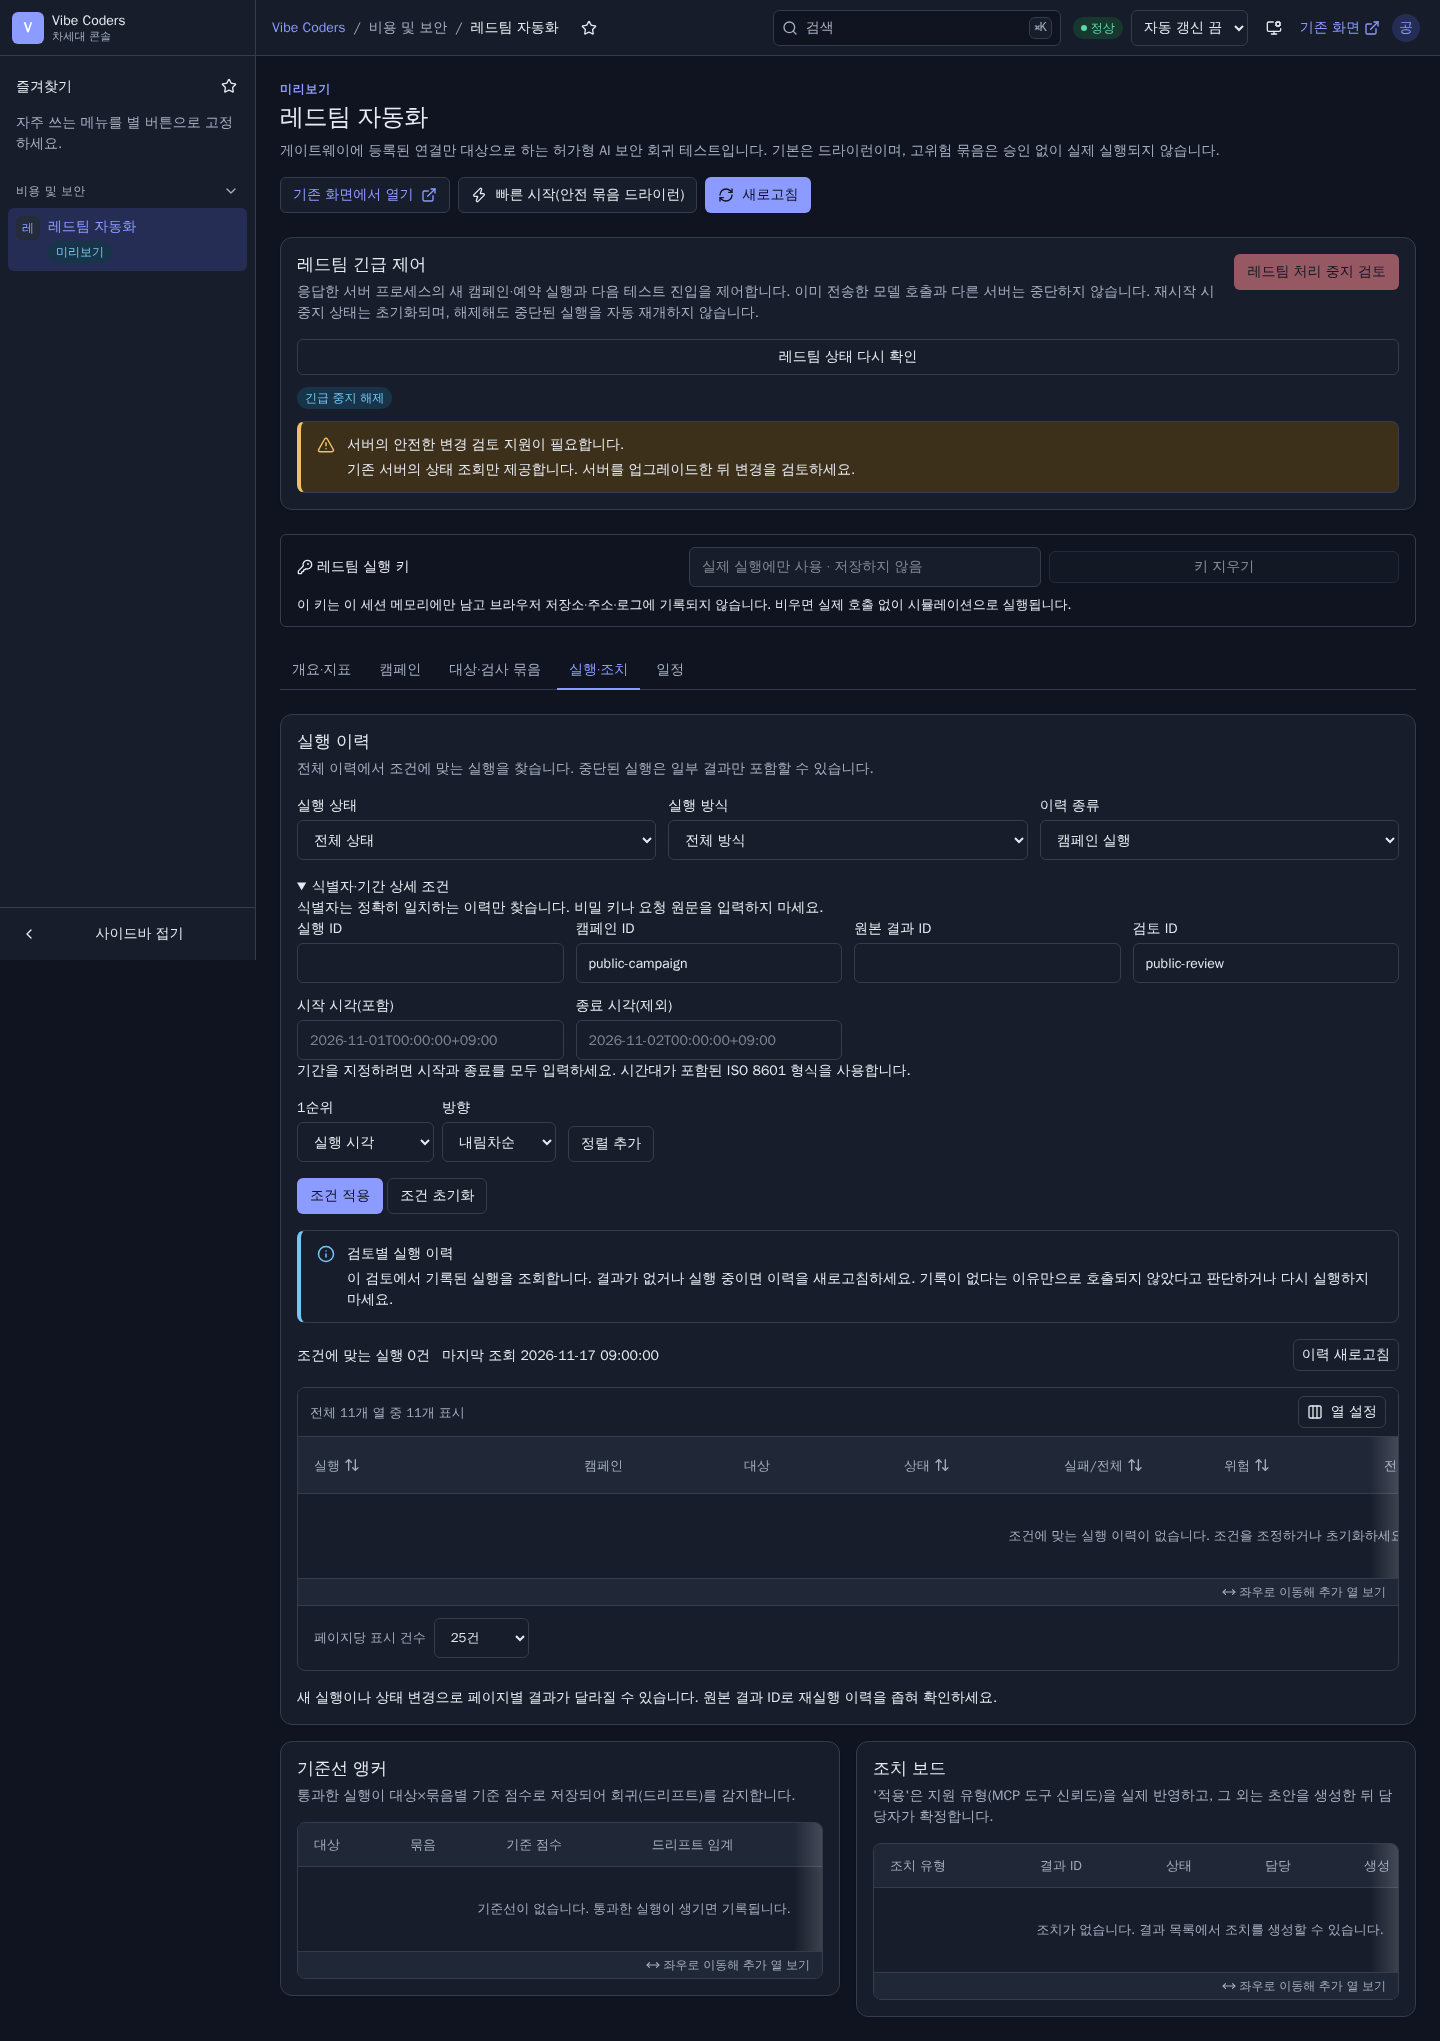 V
Vibe Coders
차세대 콘솔
Vibe Coders / 비용 및 보안 / 레드팀 자동화
검색
⌘K
정상
자동 갱신 끔
기존 화면
공
즐겨찾기
자주 쓰는 메뉴를 별 버튼으로 고정
하세요.
비용 및 보안
레
레드팀 자동화
미리보기
사이드바 접기
미리보기
레드팀 자동화
게이트웨이에 등록된 연결만 대상으로 하는 허가형 AI 보안 회귀 테스트입니다. 기본은 드라이런이며, 고위험 묶음은 승인 없이 실제 실행되지 않습니다.
기존 화면에서 열기
빠른 시작(안전 묶음 드라이런)
새로고침
레드팀 긴급 제어
레드팀 처리 중지 검토
응답한 서버 프로세스의 새 캠페인·예약 실행과 다음 테스트 진입을 제어합니다. 이미 전송한 모델 호출과 다른 서버는 중단하지 않습니다. 재시작 시
중지 상태는 초기화되며, 해제해도 중단된 실행을 자동 재개하지 않습니다.
레드팀 상태 다시 확인
긴급 중지 해제
서버의 안전한 변경 검토 지원이 필요합니다.
기존 서버의 상태 조회만 제공합니다. 서버를 업그레이드한 뒤 변경을 검토하세요.
레드팀 실행 키
실제 실행에만 사용 · 저장하지 않음
키 지우기
이 키는 이 세션 메모리에만 남고 브라우저 저장소·주소·로그에 기록되지 않습니다. 비우면 실제 호출 없이 시뮬레이션으로 실행됩니다.
개요·지표
캠페인
대상·검사 묶음
실행·조치
일정
실행 이력
전체 이력에서 조건에 맞는 실행을 찾습니다. 중단된 실행은 일부 결과만 포함할 수 있습니다.
실행 상태
실행 방식
이력 종류
전체 상태
전체 방식
캠페인 실행
▼ 식별자·기간 상세 조건
식별자는 정확히 일치하는 이력만 찾습니다. 비밀 키나 요청 원문을 입력하지 마세요.
실행 ID
캠페인 ID
원본 결과 ID
검토 ID
public-campaign
public-review
시작 시각(포함)
종료 시각(제외)
2026-11-01T00:00:00+09:00
2026-11-02T00:00:00+09:00
기간을 지정하려면 시작과 종료를 모두 입력하세요. 시간대가 포함된 ISO 8601 형식을 사용합니다.
1순위
방향
실행 시각
내림차순
정렬 추가
조건 적용
조건 초기화
검토별 실행 이력
이 검토에서 기록된 실행을 조회합니다. 결과가 없거나 실행 중이면 이력을 새로고침하세요. 기록이 없다는 이유만으로 호출되지 않았다고 판단하거나 다시 실행하지
마세요.
조건에 맞는 실행 0건
마지막 조회 2026-11-17 09:00:00
이력 새로고침
전체 11개 열 중 11개 표시
열 설정
실행
캠페인
대상
상태
실패/전체
위험
전
조건에 맞는 실행 이력이 없습니다. 조건을 조정하거나 초기화하세요
좌우로 이동해 추가 열 보기
페이지당 표시 건수
25건
새 실행이나 상태 변경으로 페이지별 결과가 달라질 수 있습니다. 원본 결과 ID로 재실행 이력을 좁혀 확인하세요.
기준선 앵커
통과한 실행이 대상×묶음별 기준 점수로 저장되어 회귀(드리프트)를 감지합니다.
대상
묶음
기준 점수
드리프트 임계
기준선이 없습니다. 통과한 실행이 생기면 기록됩니다.
좌우로 이동해 추가 열 보기
조치 보드
'적용'은 지원 유형(MCP 도구 신뢰도)을 실제 반영하고, 그 외는 초안을 생성한 뒤 담
당자가 확정합니다.
조치 유형
결과 ID
상태
담당
생성
조치가 없습니다. 결과 목록에서 조치를 생성할 수 있습니다.
좌우로 이동해 추가 열 보기